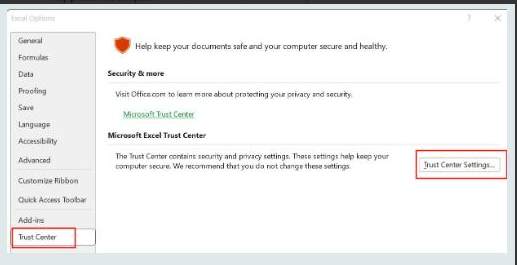 Excel Options
?
General
Formulas
Data
Proofing
Save
Language
Accessibility
Advanced
Customize Ribbon
Quick Access Toolbar
Add-ins
Trust Center
Help keep your documents safe and your computer secure and healthy.
Security & more
Visit Office.com to learn more about protecting your privacy and security.
Microsoft Trust Center
Microsoft Excel Trust Center
The Trust Center contains security and privacy settings. These settings help keep your
computer secure. We recommend that you do not change these settings.
Trust Center Settings...